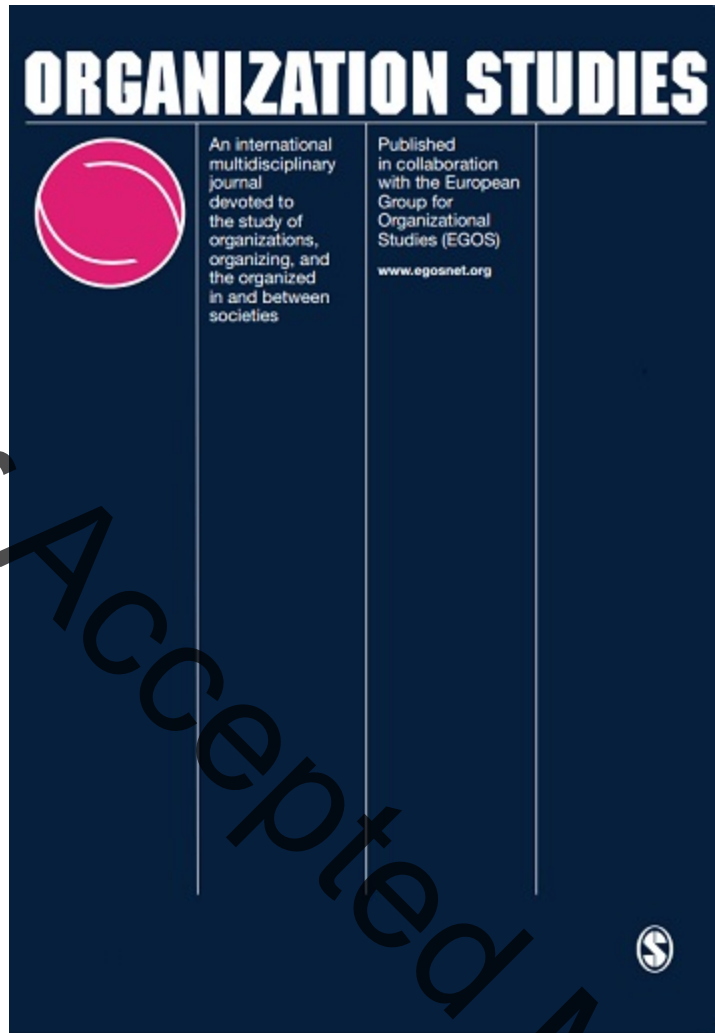 ORGANIZATION STUDIES
An international
multidisciplinary
journal
devoted to
the study of
organizations,
organizing, and
the organized
in and between
societies
Published
in collaboration
with the European
Group for
Organizational
Studies (EGOS)
www.egosnet.org
Accepted
S